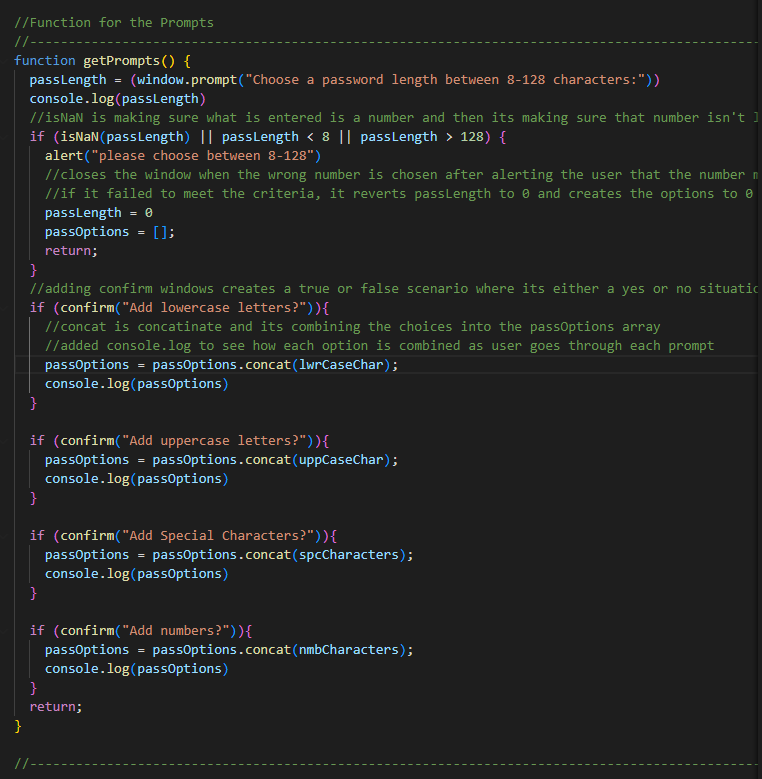 //Function for the Prompts
//-----------------------------------------------------------------------------------------------
function getPrompts() {
  passLength = (window.prompt("Choose a password length between 8-128 characters:"))
  console.log(passLength)
  //isNaN is making sure what is entered is a number and then its making sure that number isn't
  if (isNaN(passLength) || passLength < 8 || passLength > 128) {
    alert("please choose between 8-128")
    //closes the window when the wrong number is chosen after alerting the user that the number
    //if it failed to meet the criteria, it reverts passLength to 0 and creates the options to 0
    passLength = 0
    passOptions = [];
    return;
  }
  //adding confirm windows creates a true or false scenario where its either a yes or no
  if (confirm("Add lowercase letters?")){
    //concat is concatinate and its combining the choices into the passOptions array
    //added console.log to see how each option is combined as user goes through each prompt
    passOptions = passOptions.concat(lwrCaseChar);
    console.log(passOptions)
  }
  if (confirm("Add uppercase letters?")){
    passOptions = passOptions.concat(uppCaseChar);
    console.log(passOptions)
  }
  if (confirm("Add Special Characters?")){
    passOptions = passOptions.concat(spcCharacters);
    console.log(passOptions)
  }
  if (confirm("Add numbers?")){
    passOptions = passOptions.concat(nmbCharacters);
    console.log(passOptions)
  }
  return;
}
//-----------------------------------------------------------------------------------------------